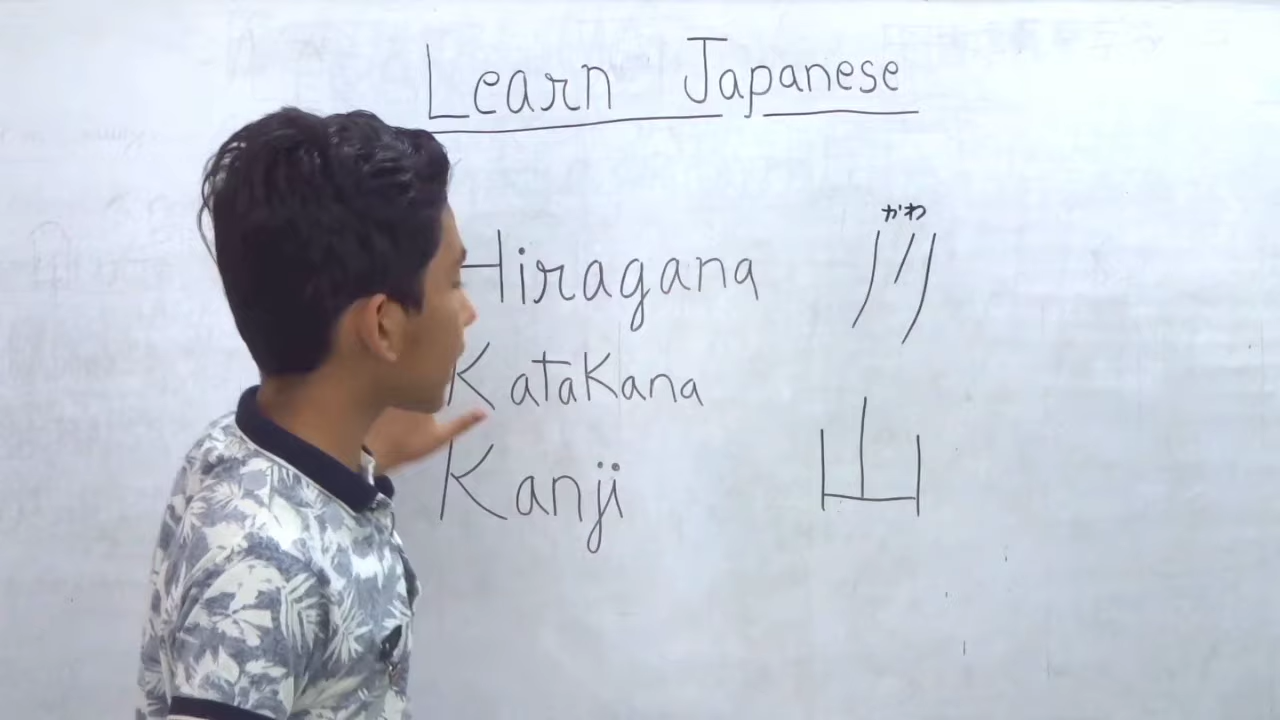 Learn Japanese
Hiragana
Katakana
Kanji
かわ
川
山